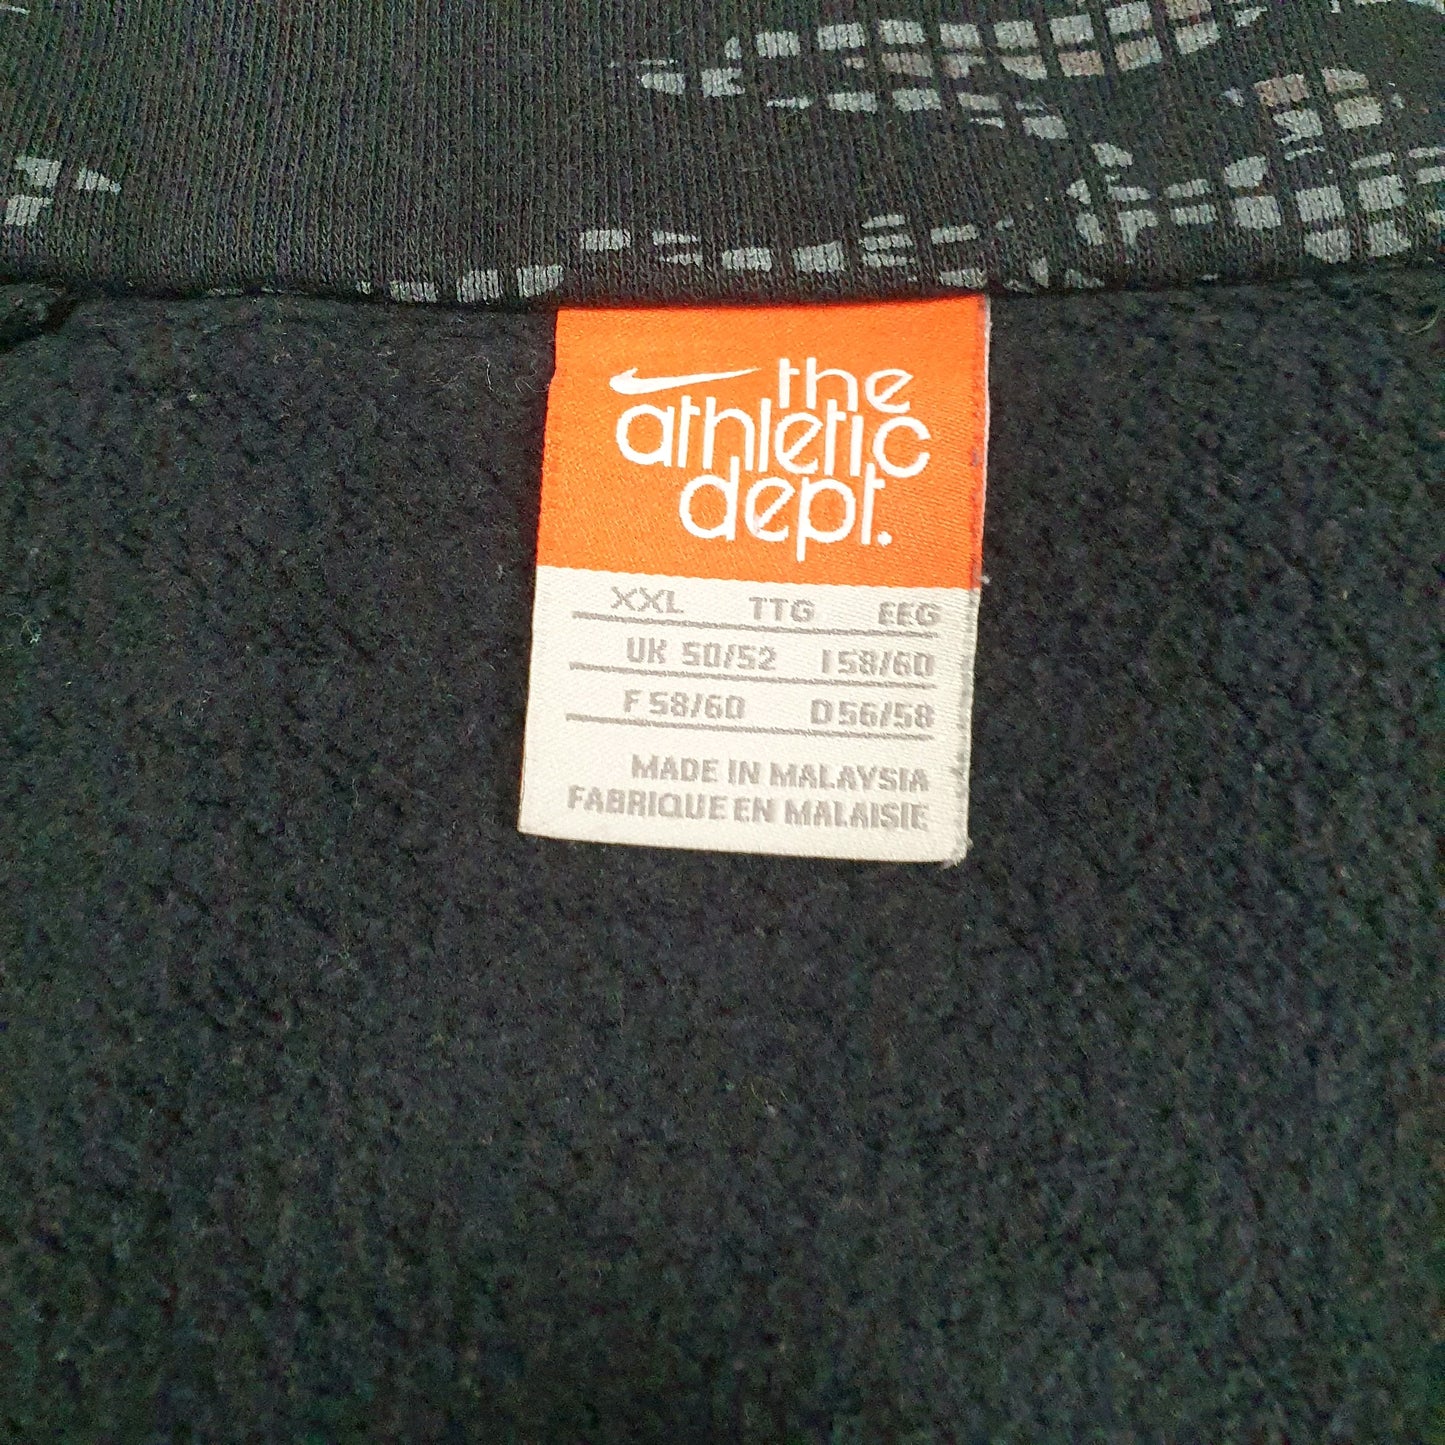 the
athletic
dept.
XXL TTG EEG
UK 50/52 I 58/60
F 58/60 D 56/58
MADE IN MALAYSIA
FABRIQUE EN MALAISIE